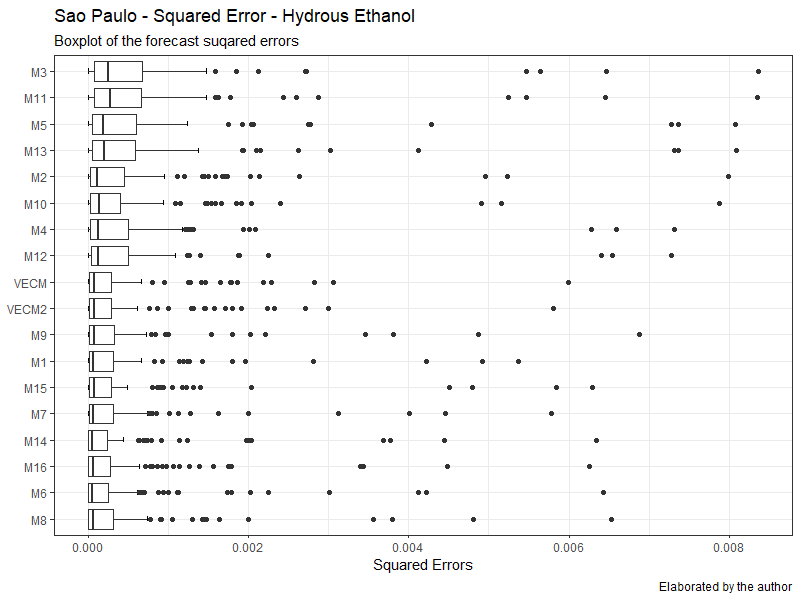 Sao Paulo - Squared Error - Hydrous Ethanol
Boxplot of the forecast suqared errors
M3
M11
M5
M13
M2
M10
M4
M12
VECM
VECM2
M9
M1
M15
M7
M14
M16
M6
M8
0.000 0.002 0.004 0.006 0.008
Squared Errors
Elaborated by the author